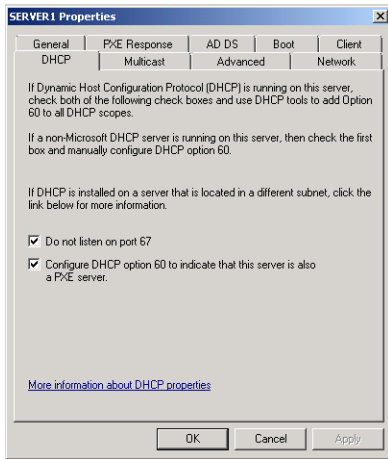 SERVER1 Properties
General PXE Response AD DS Boot Client
DHCP Multicast Advanced Network
If Dynamic Host Configuration Protocol (DHCP) is running on this server,
check both of the following check boxes and use DHCP tools to add Option
60 to all DHCP scopes.
If a non-Microsoft DHCP server is running on this server, then check the first
box and manually configure DHCP option 60.
If DHCP is installed on a server that is located in a different subnet, click the
link below for more information.
Do not listen on port 67
Configure DHCP option 60 to indicate that this server is also
a PXE server.
More information about DHCP properties
OK Cancel Apply